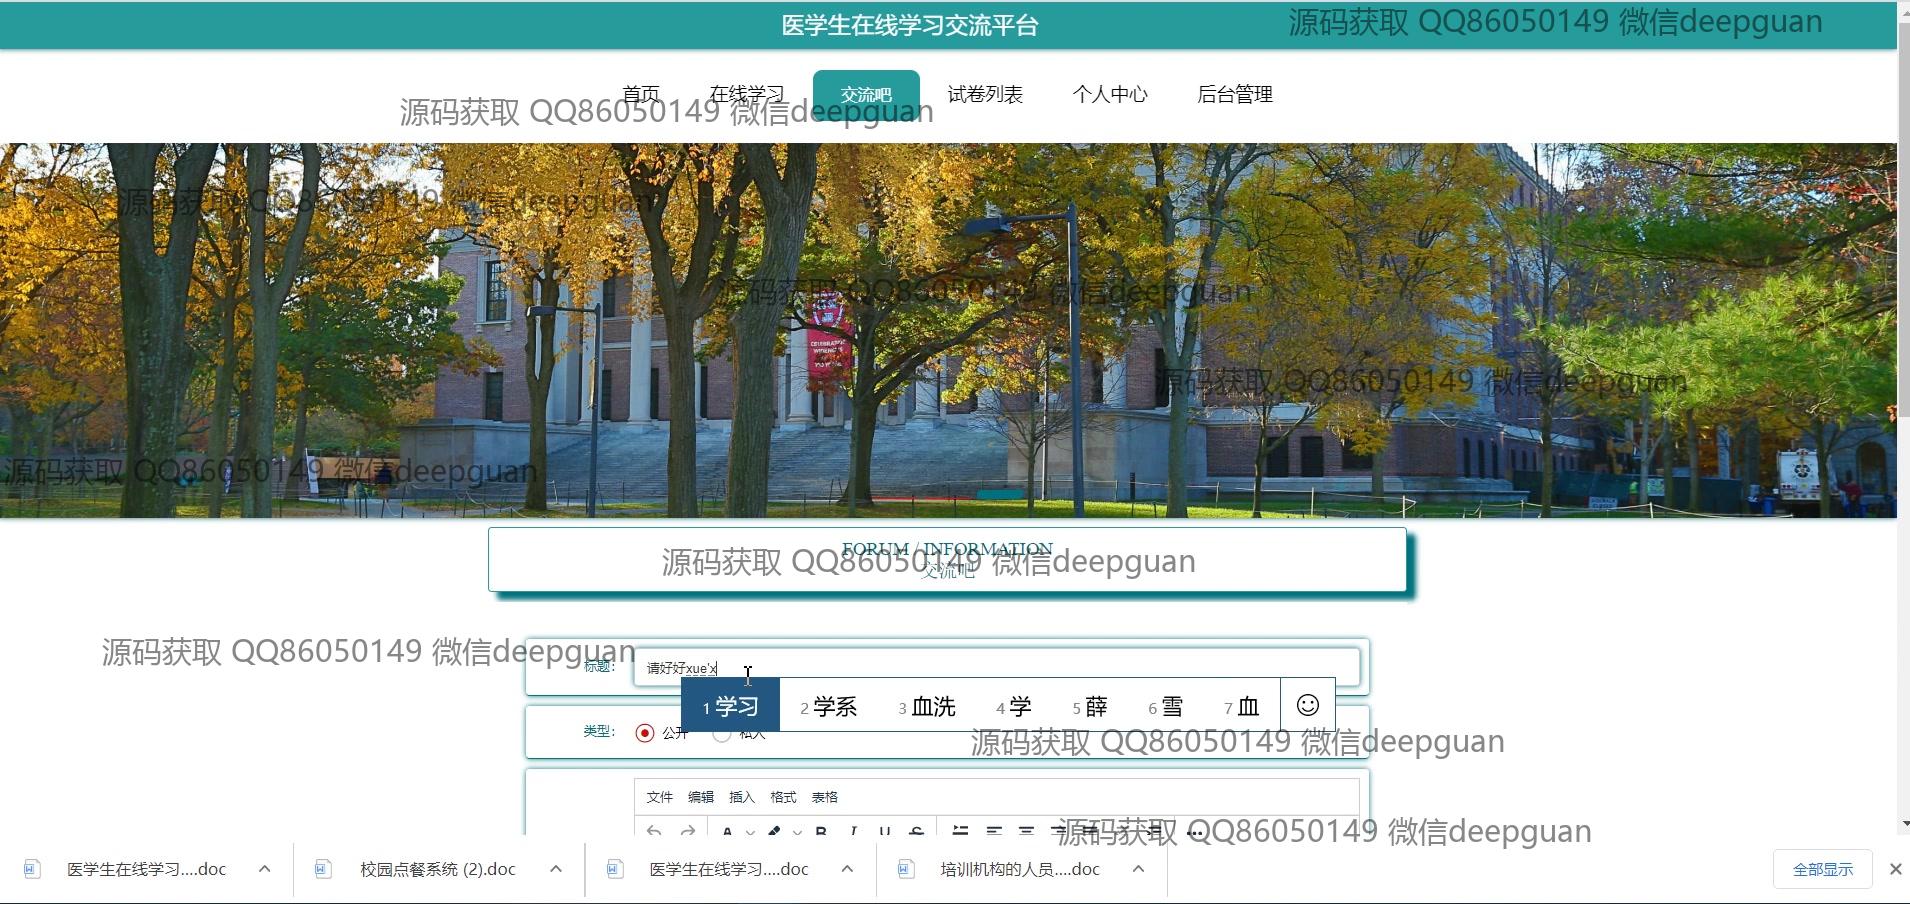 医学生在线学习交流平台
源码获取 QQ86050149 微信deepguan
首页 在线学习 交流吧 试卷列表 个人中心 后台管理
源码获取 QQ86050149 微信deepguan
源码获取 QQ86050149 微信deepguan
源码获取 QQ86050149 微信deepguan
CELEBRATING
源码获取 QQ86050149 微信deepguan
源码获取 QQ86050149 微信deepguan
FORUM / INFORMATION
源码获取 QQ86050149 微信deepguan
交流吧
源码获取 QQ86050149 微信deepguan
标题： 请好好xue'x
1 学习 2 学系 3 血洗 4 学 5 薛 6 雪 7 血
类型： 公开 私人
源码获取 QQ86050149 微信deepguan
文件 编辑 插入 格式 表格
A B I U S
源码获取 QQ86050149 微信deepguan
医学生在线学习....doc 校园点餐系统 (2).doc 医学生在线学习....doc 培训机构的人员....doc 全部显示